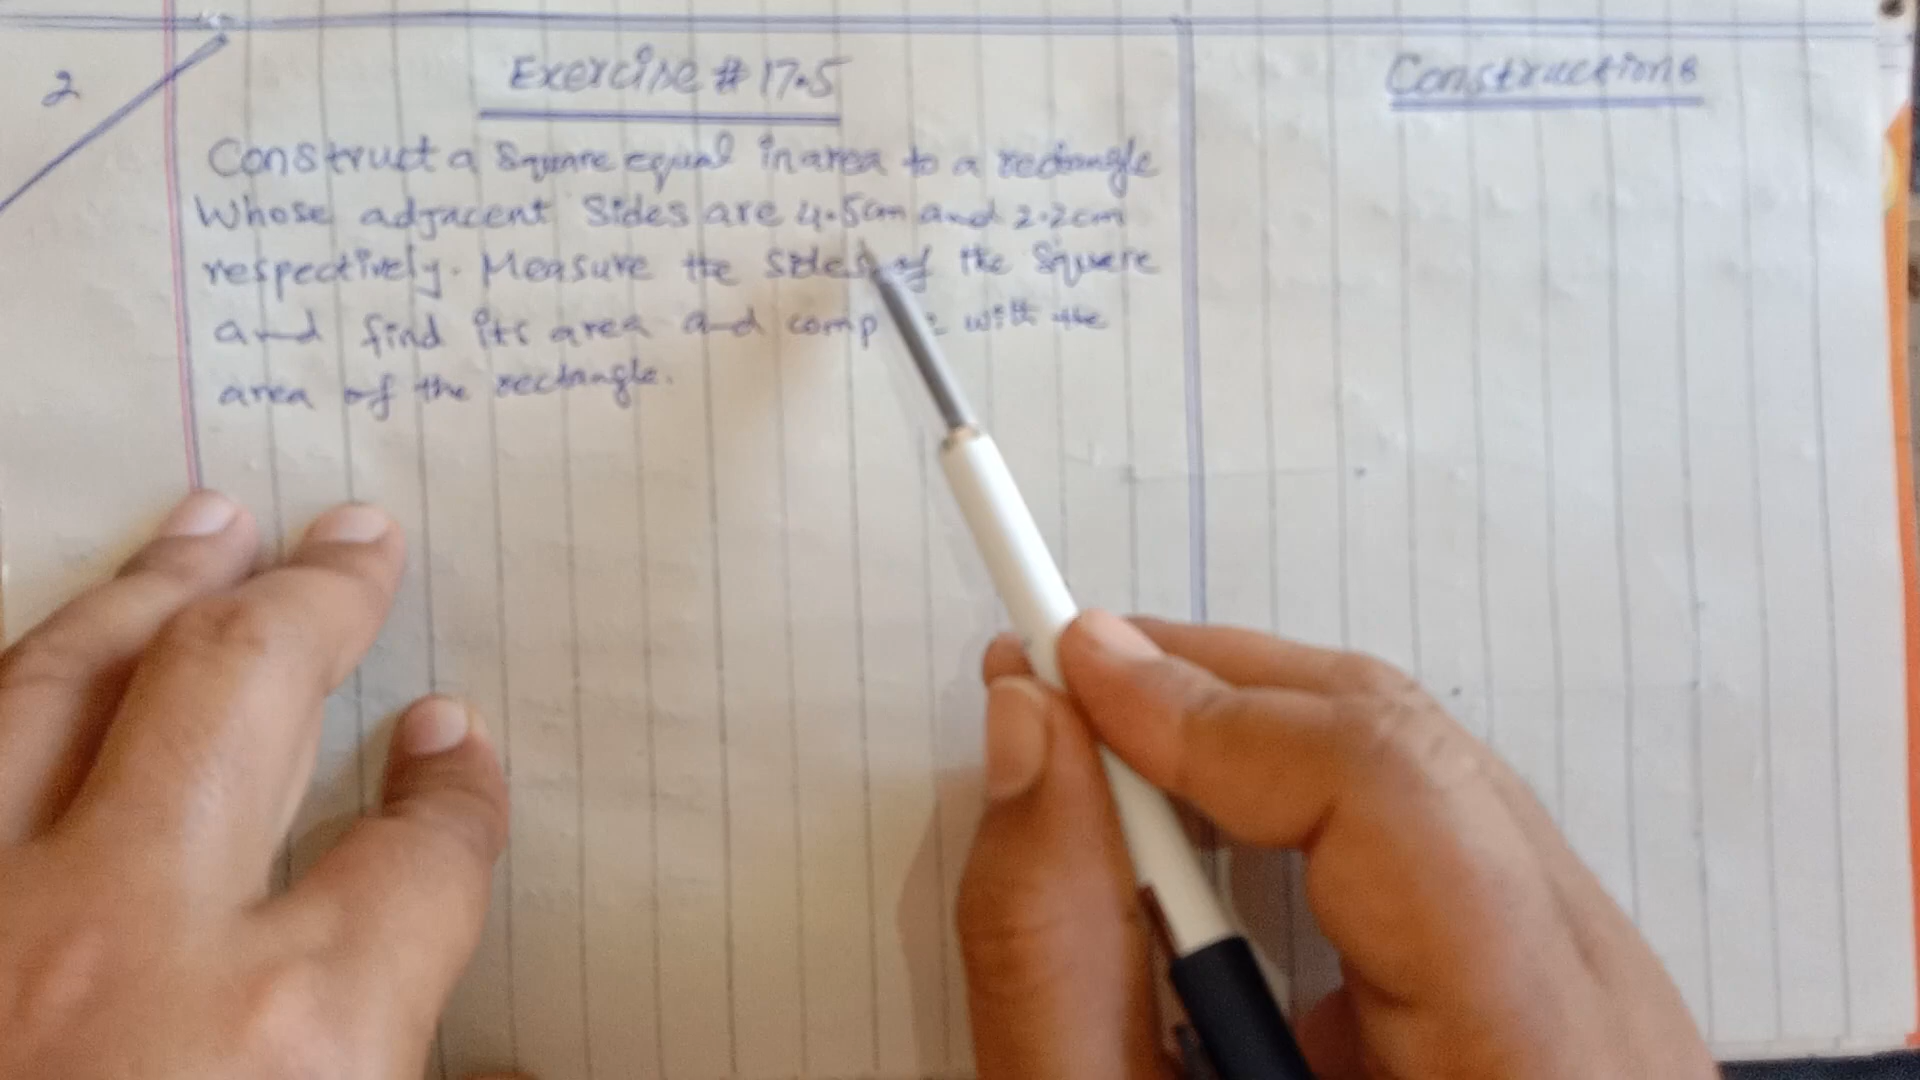 2
Exercise # 17.5
Constructions
Construct a Square equal in area to a rectangle
Whose adjacent Sides are 4.5cm and 2.2cm
respectively. Measure the sides of the Square
and find its area and comp with the
area of the rectangle.